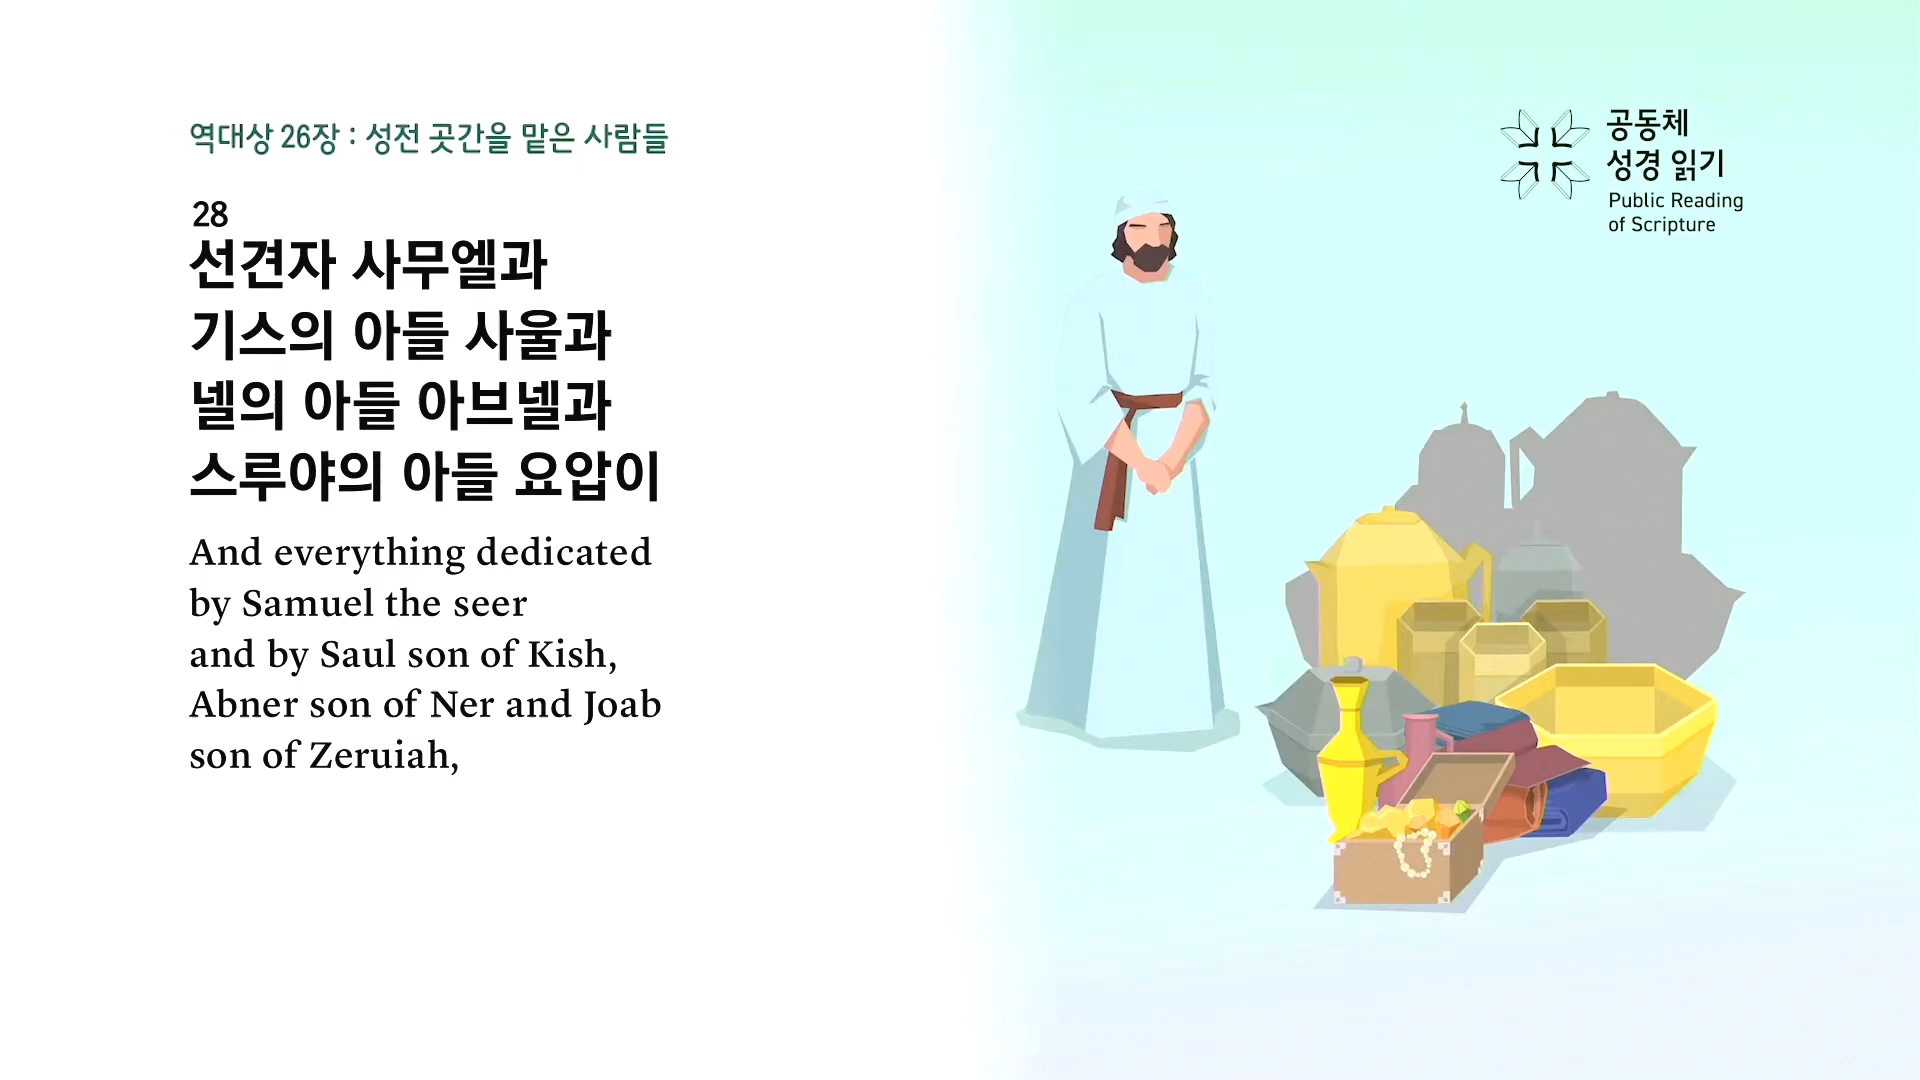 역대상 26장 : 성전 곳간을 맡은 사람들
28
선견자 사무엘과
기스의 아들 사울과
넬의 아들 아브넬과
스루야의 아들 요압이
And everything dedicated
by Samuel the seer
and by Saul son of Kish,
Abner son of Ner and Joab
son of Zeruiah,
공동체
성경 읽기
Public Reading
of Scripture